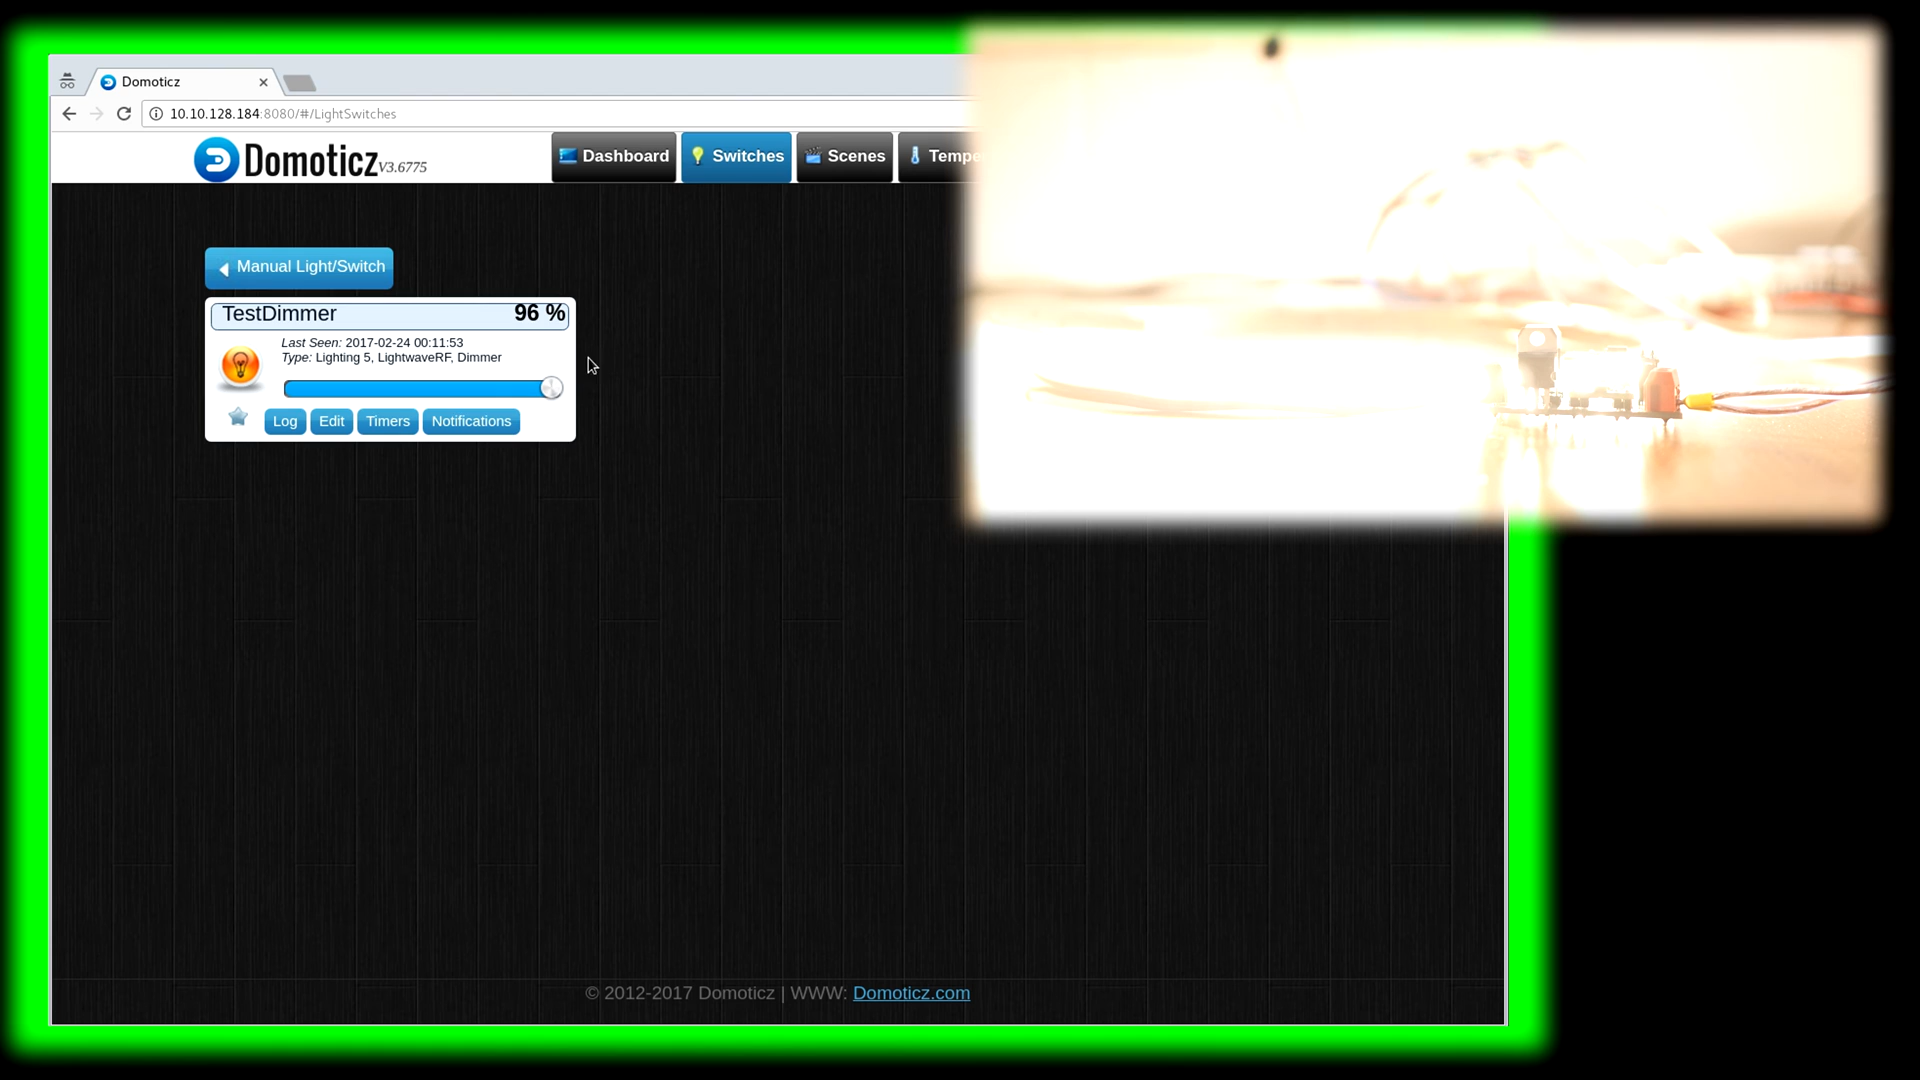 Domoticz
10.10.128.184:8080/#/LightSwitches
Domoticz V3.6775
Dashboard
Switches
Scenes
Tempe
Manual Light/Switch
TestDimmer 96 %
Last Seen: 2017-02-24 00:11:53
Type: Lighting 5, LightwaveRF, Dimmer
Log Edit Timers Notifications
© 2012-2017 Domoticz | WWW: Domoticz.com